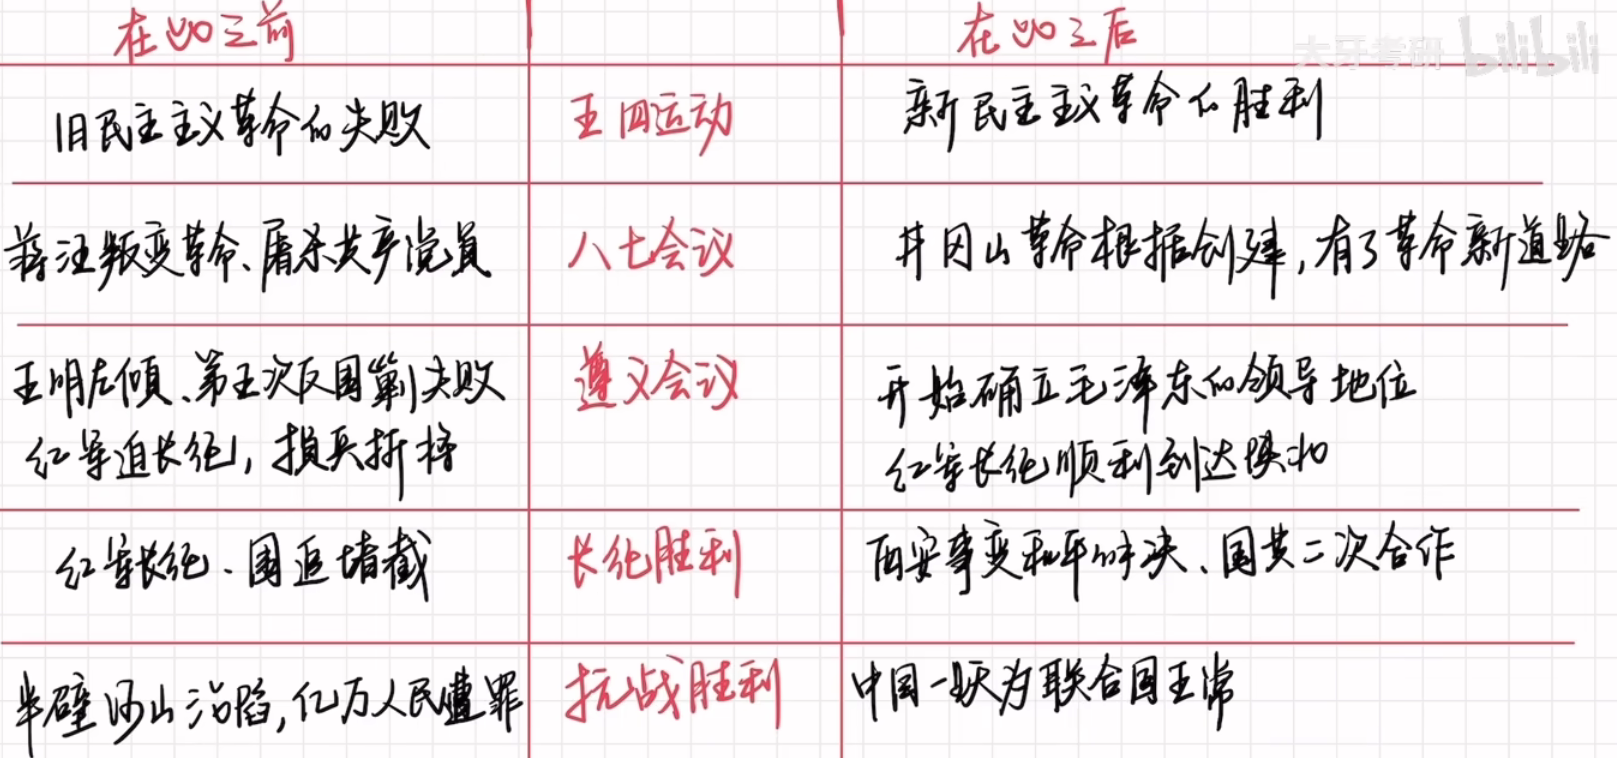 在此之前
在此之后
大牙考研 bilibili
旧民主主义革命的失败
五四运动
新民主主义革命的胜利
蒋汪叛变革命、屠杀共产党员
八七会议
井冈山革命根据创建，有了革命新道路
王明左倾、第五次反围剿失败
红军迫长征，损兵折将
遵义会议
开始确立毛泽东的领导地位
红军长征顺利到达陕北
红军长征、围追堵截
长征胜利
西安事变和平解决、国共二次合作
半壁河山沦陷，亿万人民遭罪
抗战胜利
中国一跃为联合国五常